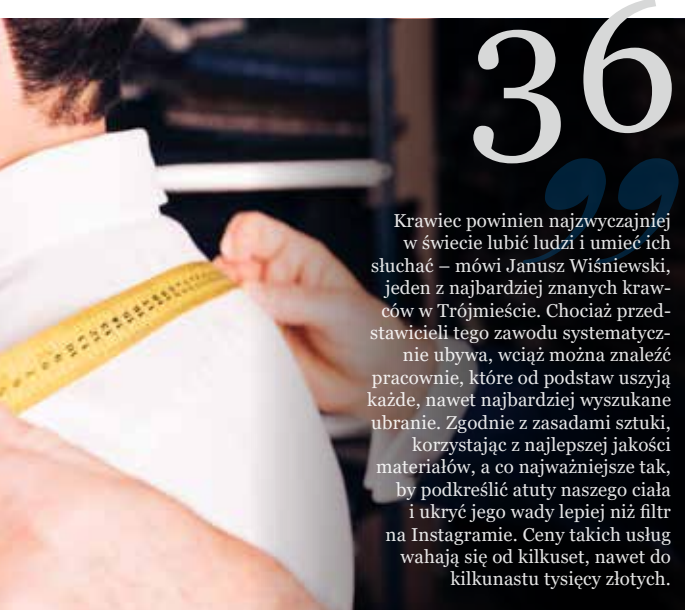 36
”
Krawiec powinien najzwyczajniej
w świecie lubić ludzi i umieć ich
słuchać – mówi Janusz Wiśniewski,
jeden z najbardziej znanych kraw-
ców w Trójmieście. Chociaż przed-
stawicieli tego zawodu systematycz-
nie ubywa, wciąż można znaleźć
pracownie, które od podstaw uszyją
każde, nawet najbardziej wyszukane
ubranie. Zgodnie z zasadami sztuki,
korzystając z najlepszej jakości
materiałów, a co najważniejsze tak,
by podkreślić atuty naszego ciała
i ukryć jego wady lepiej niż filtr
na Instagramie. Ceny takich usług
wahają się od kilkuset, nawet do
kilkunastu tysięcy złotych.